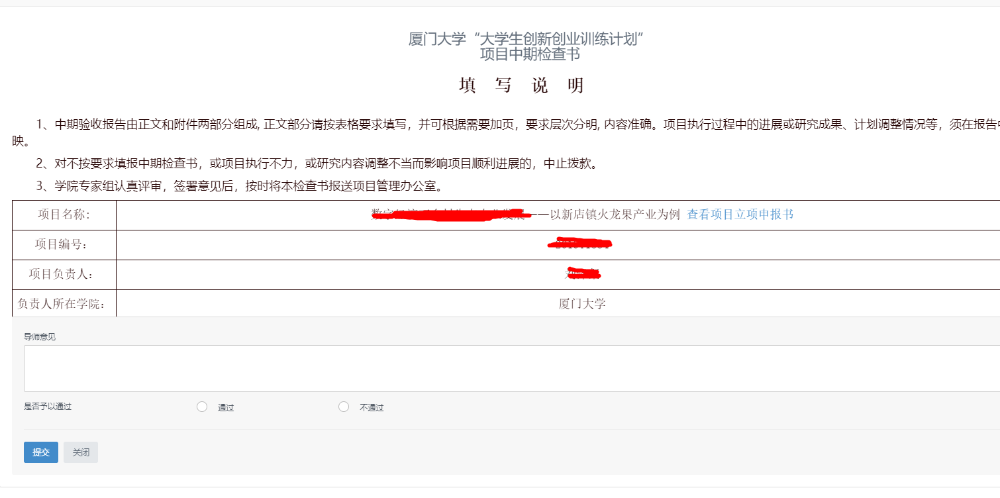 厦门大学“大学生创新创业训练计划”
项目中期检查书
填 写 说 明
1、中期验收报告由正文和附件两部分组成, 正文部分请按表格要求填写，并可根据需要加页，要求层次分明, 内容准确。项目执行过程中的进展或研究成果、计划调整情况等，须在报告
映。
2、对不按要求填报中期检查书，或项目执行不力，或研究内容调整不当而影响项目顺利进展的，中止拨款。
3、学院专家组认真评审，签署意见后，按时将本检查书报送项目管理办公室。
项目名称： ——以新店镇火龙果产业为例 查看项目立项申报书
项目编号：
项目负责人：
负责人所在学院： 厦门大学
导师意见
是否予以通过 通过 不通过
提交 关闭